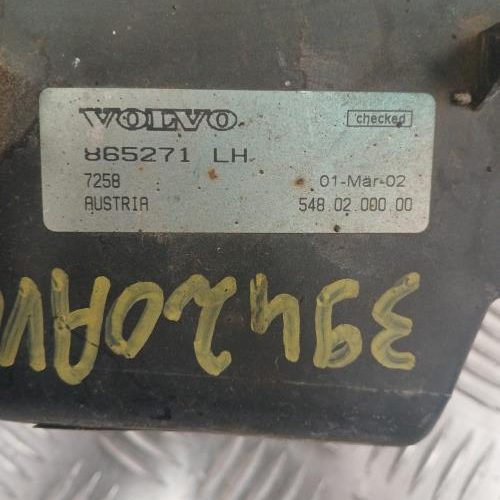 VOLVO checked
865271 LH
7258 01-Mar-02
AUSTRIA 548.02.000.00